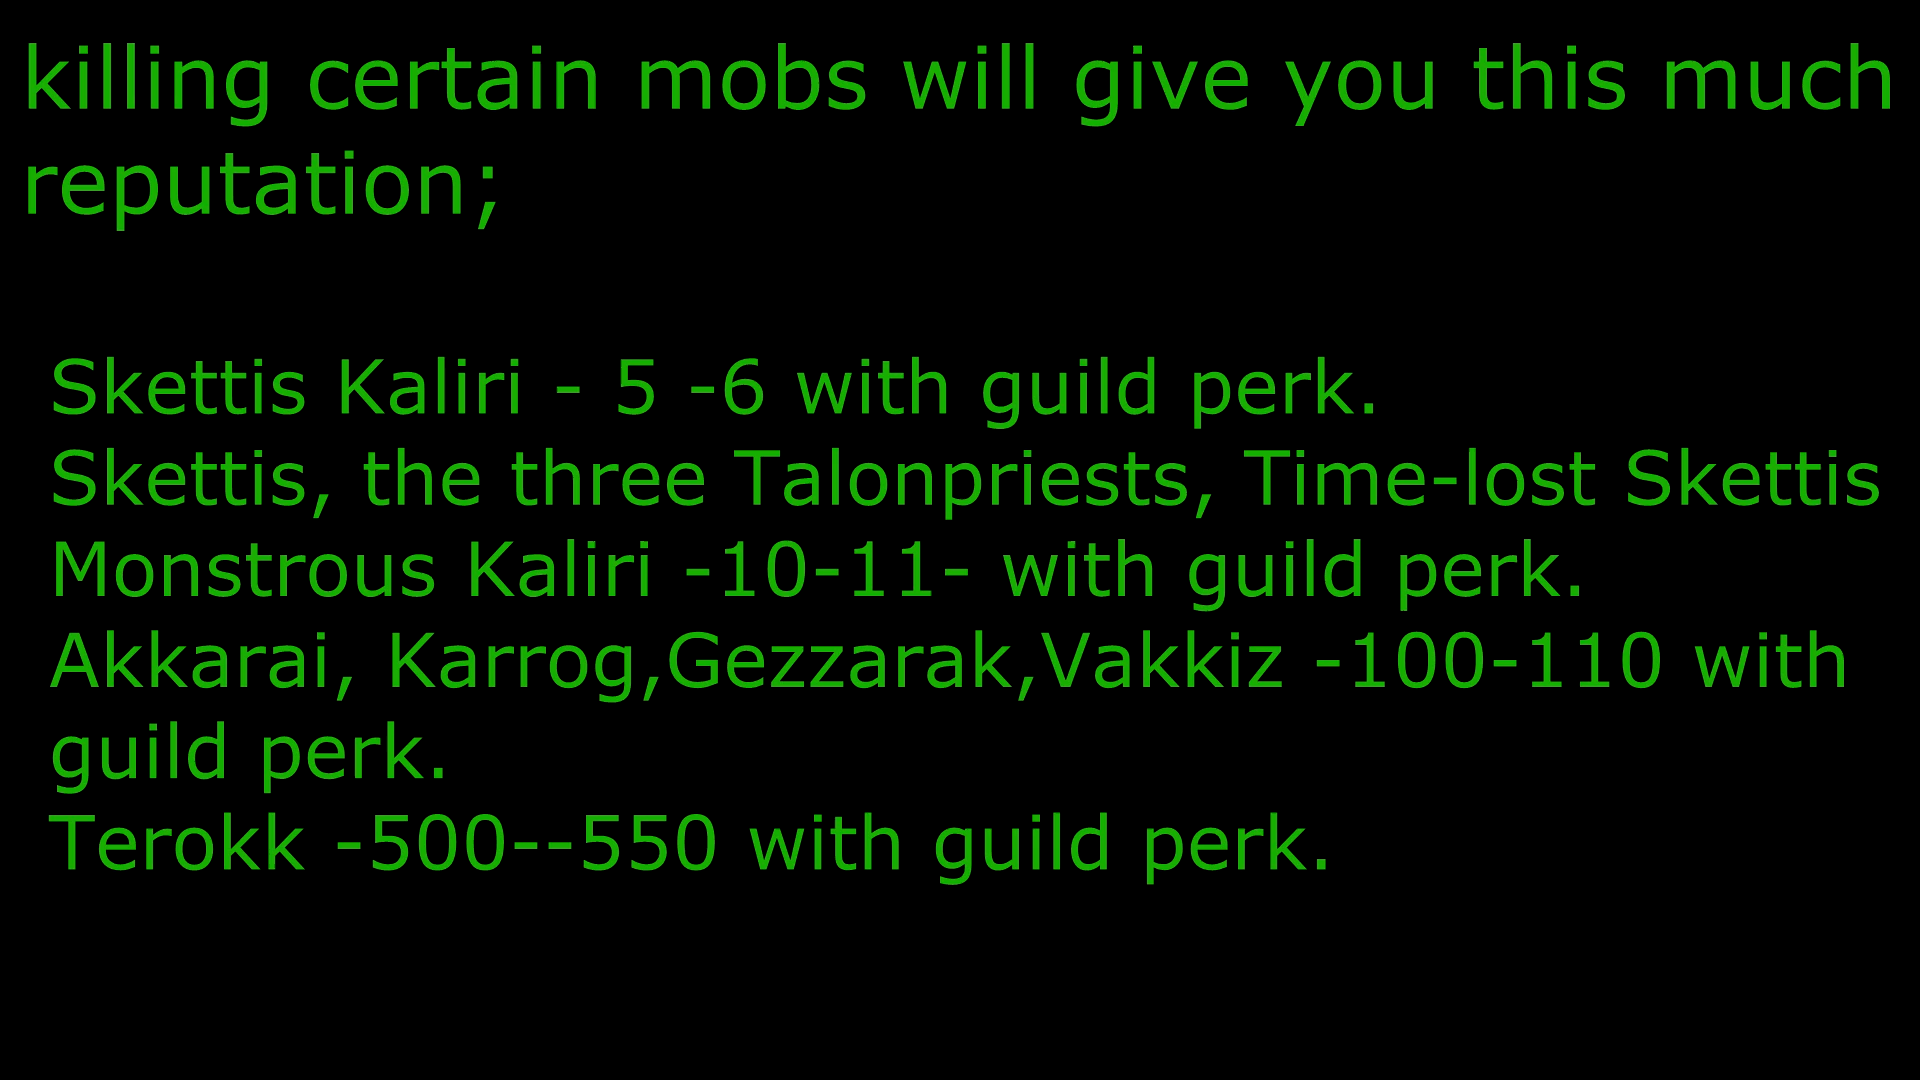 killing certain mobs will give you this much
reputation;
Skettis Kaliri - 5 -6 with guild perk.
Skettis, the three Talonpriests, Time-lost Skettis
Monstrous Kaliri -10-11- with guild perk.
Akkarai, Karrog,Gezzarak,Vakkiz -100-110 with
guild perk.
Terokk -500--550 with guild perk.